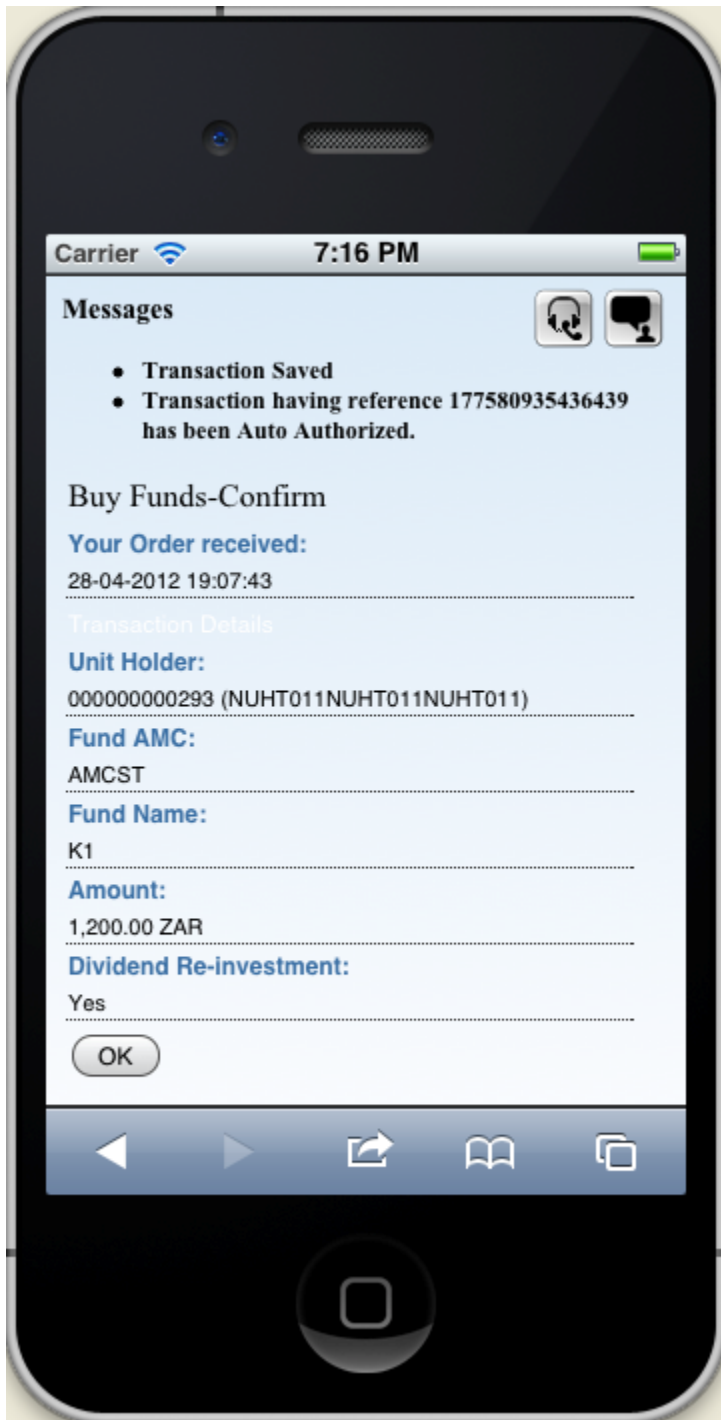 Carrier 7:16 PM
Messages
Transaction Saved
Transaction having reference 177580935436439
has been Auto Authorized.
Buy Funds-Confirm
Your Order received:
28-04-2012 19:07:43
Transaction Details
Unit Holder:
000000000293 (NUHT011NUHT011NUHT011)
Fund AMC:
AMCST
Fund Name:
K1
Amount:
1,200.00 ZAR
Dividend Re-investment:
Yes
OK